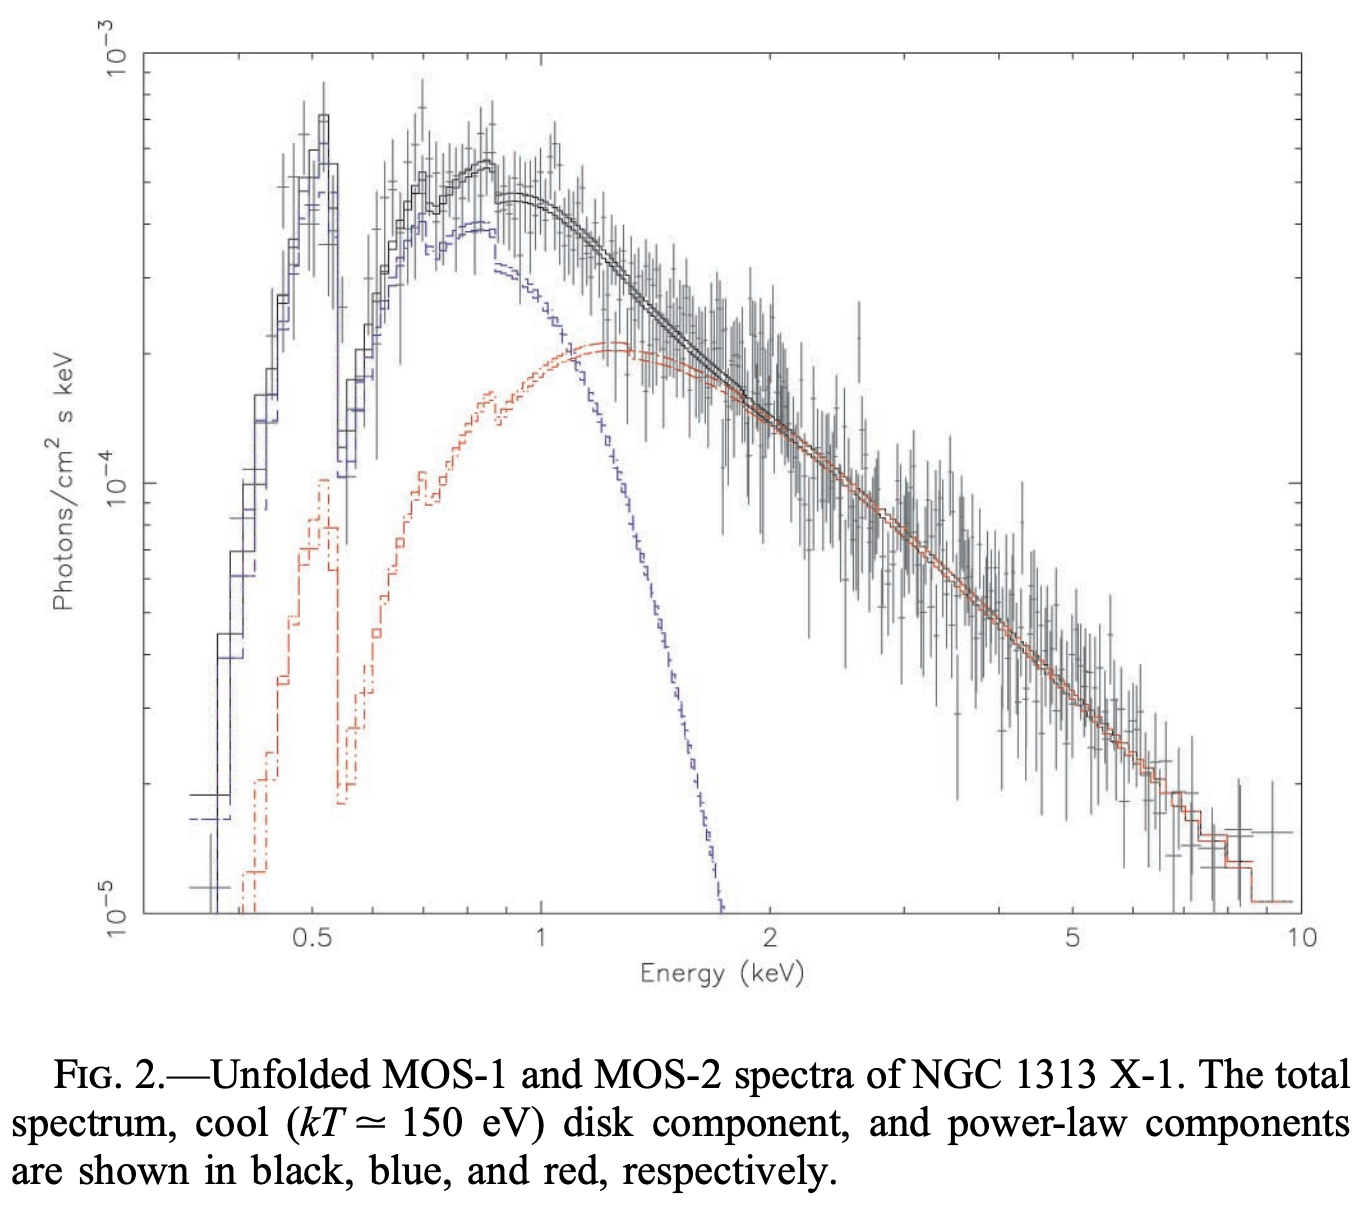 10⁻³
10⁻⁴
10⁻⁵
Photons/cm² s keV
0.5 1 2 5 10
Energy (keV)
FIG. 2.—Unfolded MOS-1 and MOS-2 spectra of NGC 1313 X-1. The total
spectrum, cool (kT ≃ 150 eV) disk component, and power-law components
are shown in black, blue, and red, respectively.